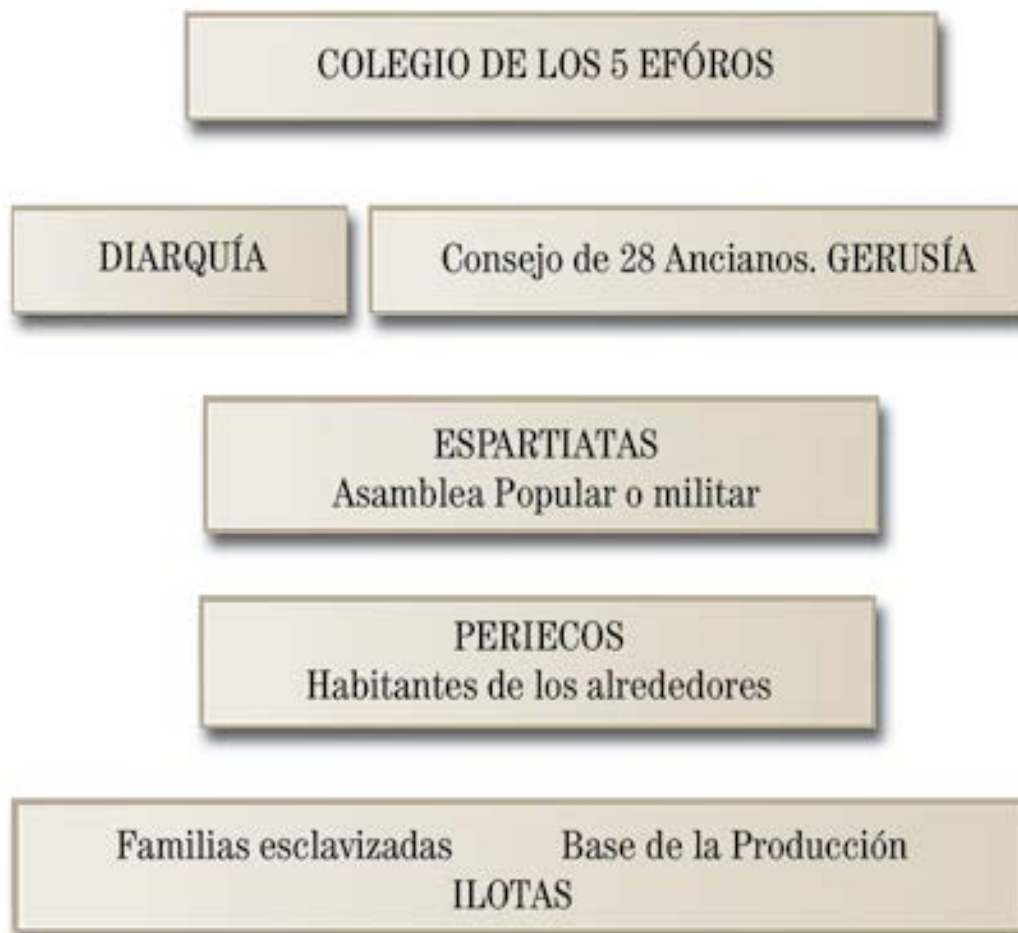 COLEGIO DE LOS 5 EFÓROS
DIARQUÍA
Consejo de 28 Ancianos. GERUSÍA
ESPARTIATAS
Asamblea Popular o militar
PERIECOS
Habitantes de los alrededores
Familias esclavizadas Base de la Producción
ILOTAS